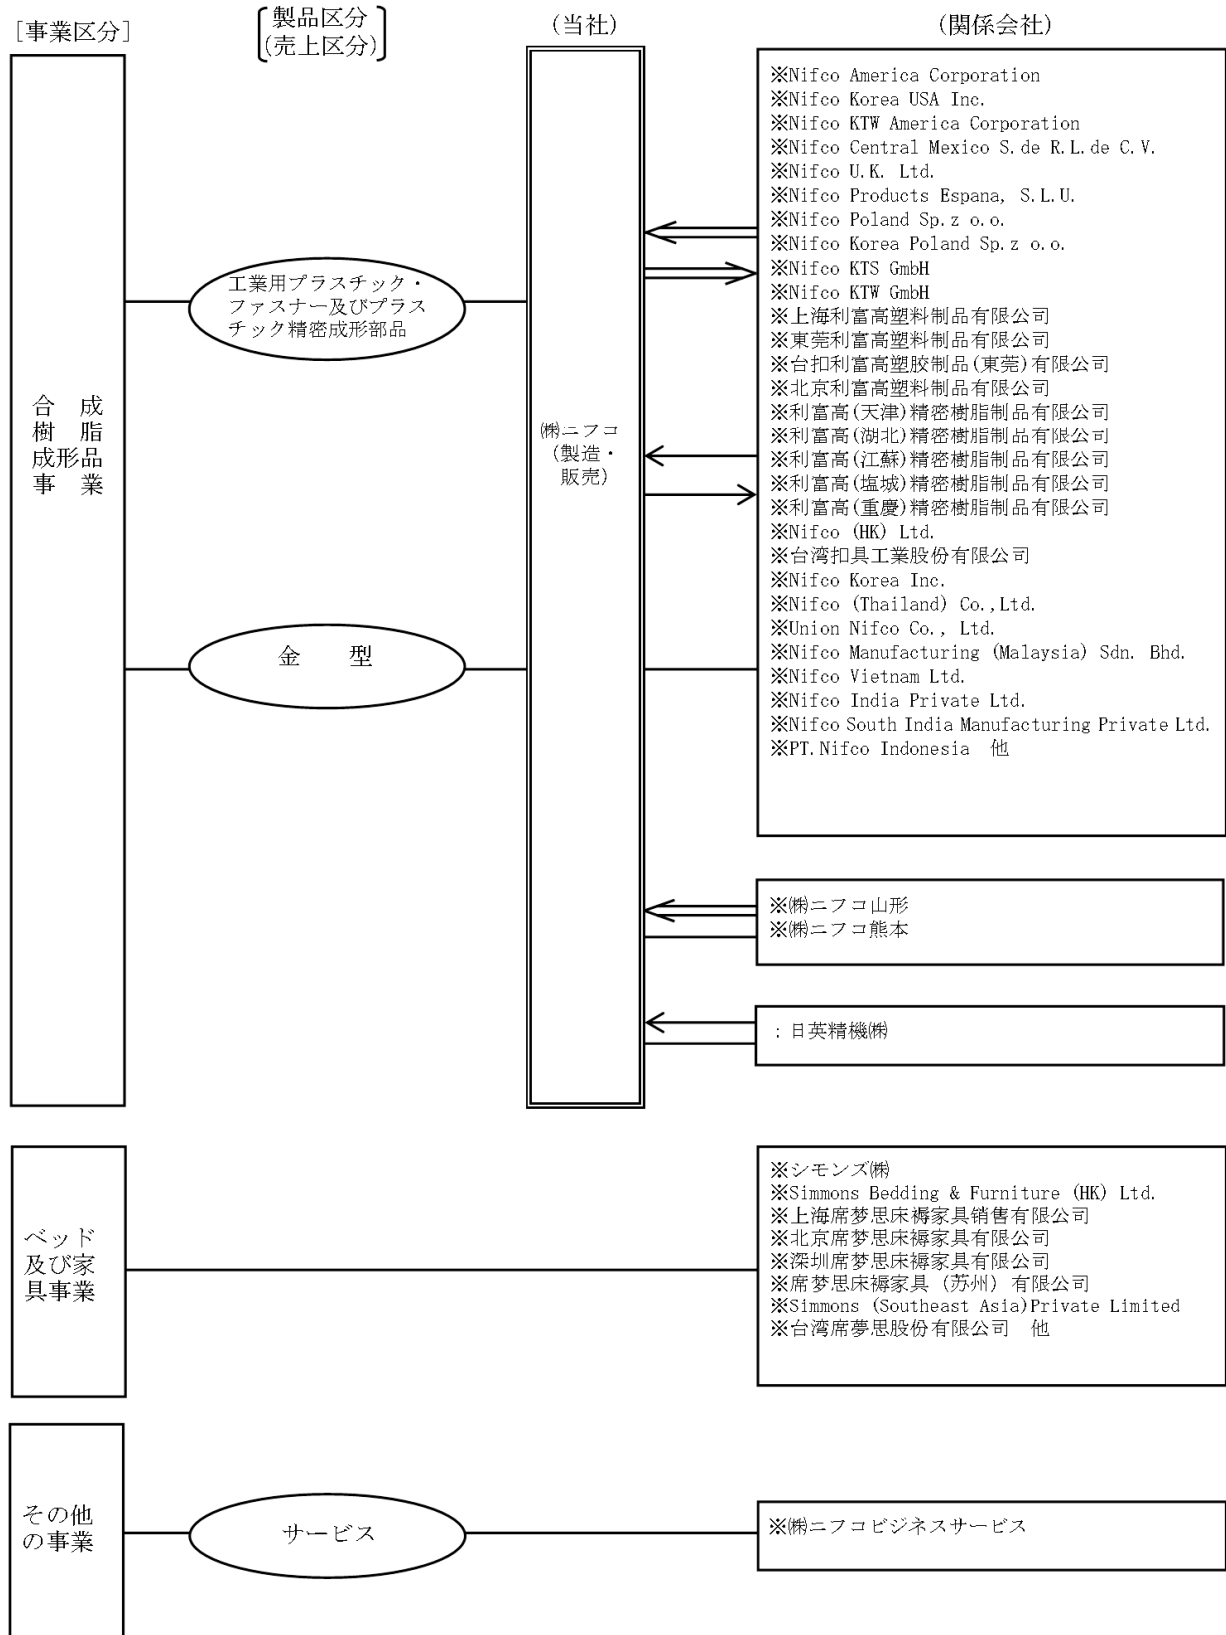 [事業区分]
製品区分
(売上区分)
(当社)
(関係会社)
合　成
樹　脂
成形品
事　業
工業用プラスチック・
ファスナー及びプラス
チック精密成形部品
金　　型
㈱ニフコ
(製造・
販売)
※Nifco America Corporation
※Nifco Korea USA Inc.
※Nifco KTW America Corporation
※Nifco Central Mexico S.de R.L.de C.V.
※Nifco U.K. Ltd.
※Nifco Products Espana, S.L.U.
※Nifco Poland Sp.z o.o.
※Nifco Korea Poland Sp.z o.o.
※Nifco KTS GmbH
※Nifco KTW GmbH
※上海利富高塑料制品有限公司
※東莞利富高塑料制品有限公司
※台扣利富高塑胶制品(東莞)有限公司
※北京利富高塑料制品有限公司
※利富高(天津)精密樹脂制品有限公司
※利富高(湖北)精密樹脂制品有限公司
※利富高(江蘇)精密樹脂制品有限公司
※利富高(塩城)精密樹脂制品有限公司
※利富高(重慶)精密樹脂制品有限公司
※Nifco (HK) Ltd.
※台湾扣具工業股份有限公司
※Nifco Korea Inc.
※Nifco (Thailand) Co.,Ltd.
※Union Nifco Co., Ltd.
※Nifco Manufacturing (Malaysia) Sdn. Bhd.
※Nifco Vietnam Ltd.
※Nifco India Private Ltd.
※Nifco South India Manufacturing Private Ltd.
※PT.Nifco Indonesia　他
※㈱ニフコ山形
※㈱ニフコ熊本
：日英精機㈱
ベッド
及び家
具事業
※シモンズ㈱
※Simmons Bedding & Furniture (HK) Ltd.
※上海席梦思床褥家具销售有限公司
※北京席梦思床褥家具有限公司
※深圳席梦思床褥家具有限公司
※席梦思床褥家具（苏州）有限公司
※Simmons (Southeast Asia)Private Limited
※台湾席夢思股份有限公司　他
その他
の事業
サービス
※㈱ニフコビジネスサービス